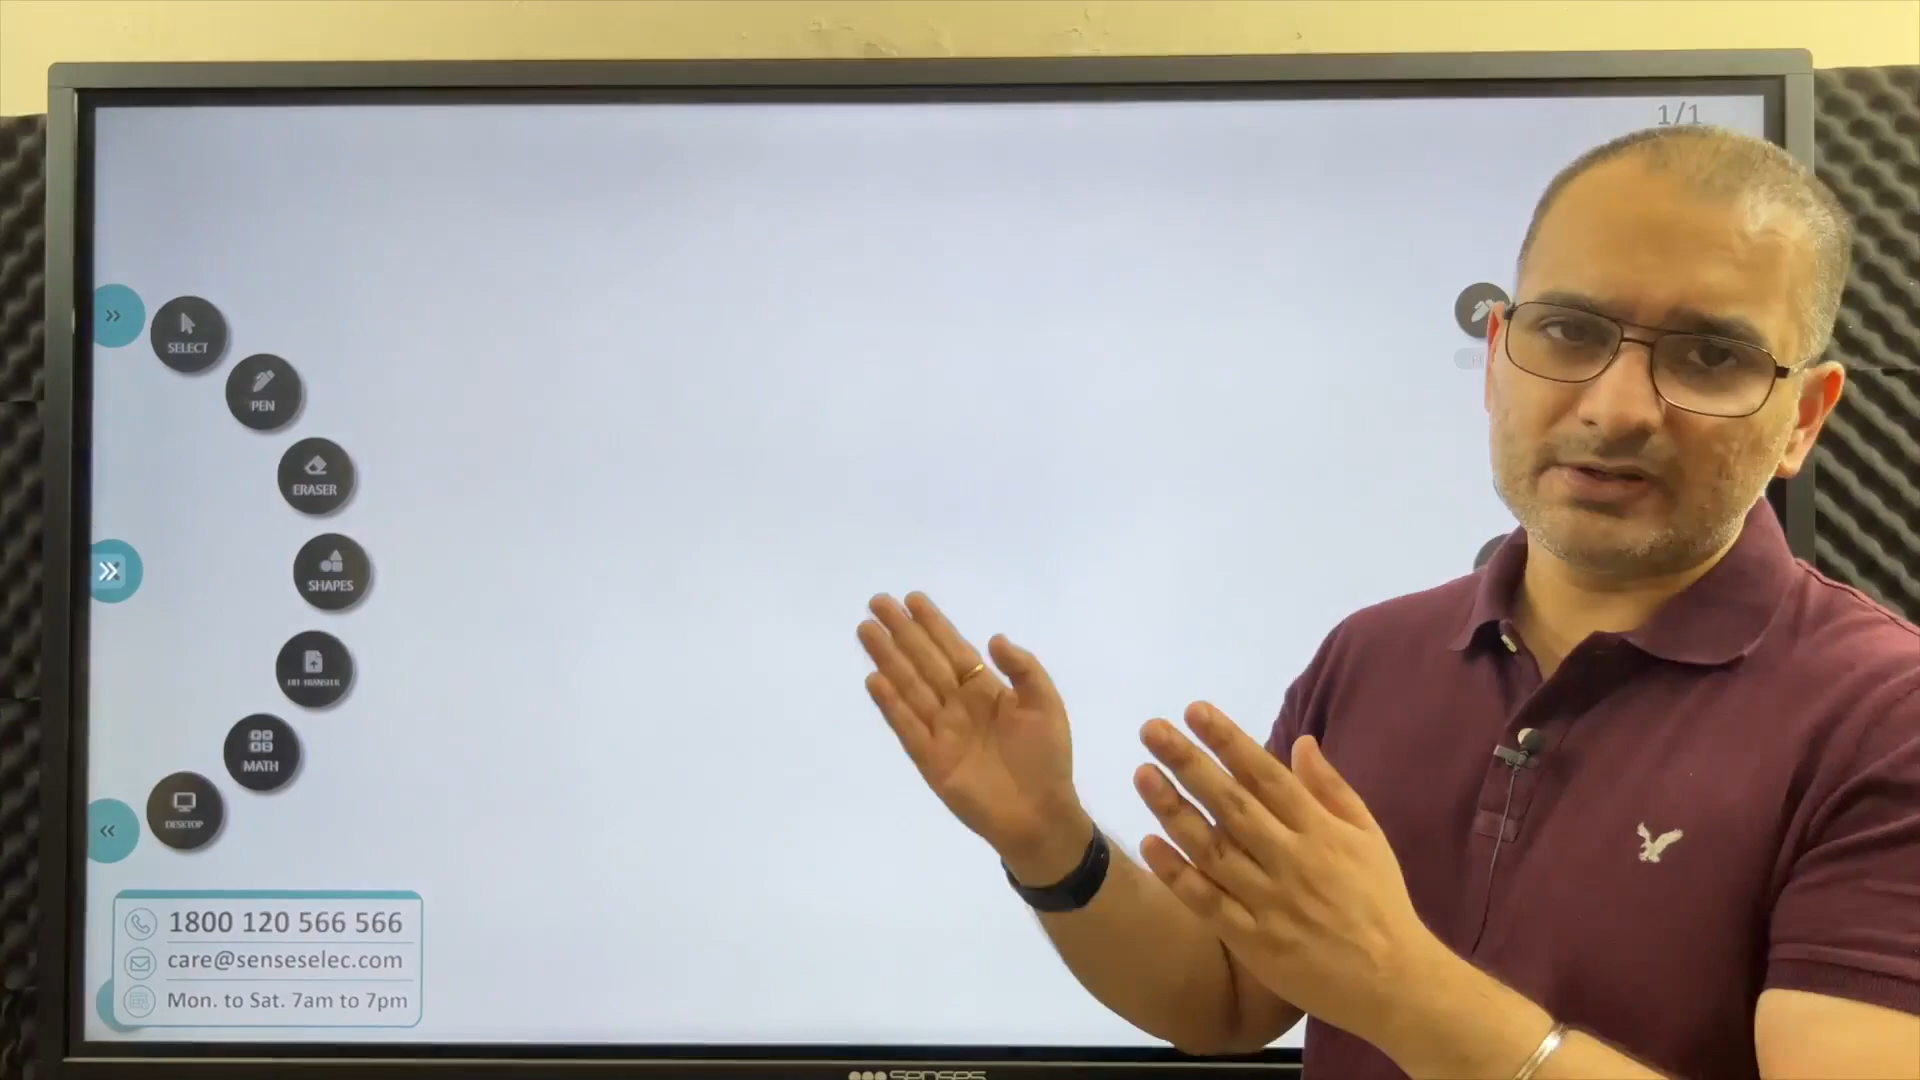 1/1
SELECT
PEN
ERASER
SHAPES
MATH
DESKTOP
1800 120 566 566
care@senseselec.com
Mon. to Sat. 7am to 7pm
senses